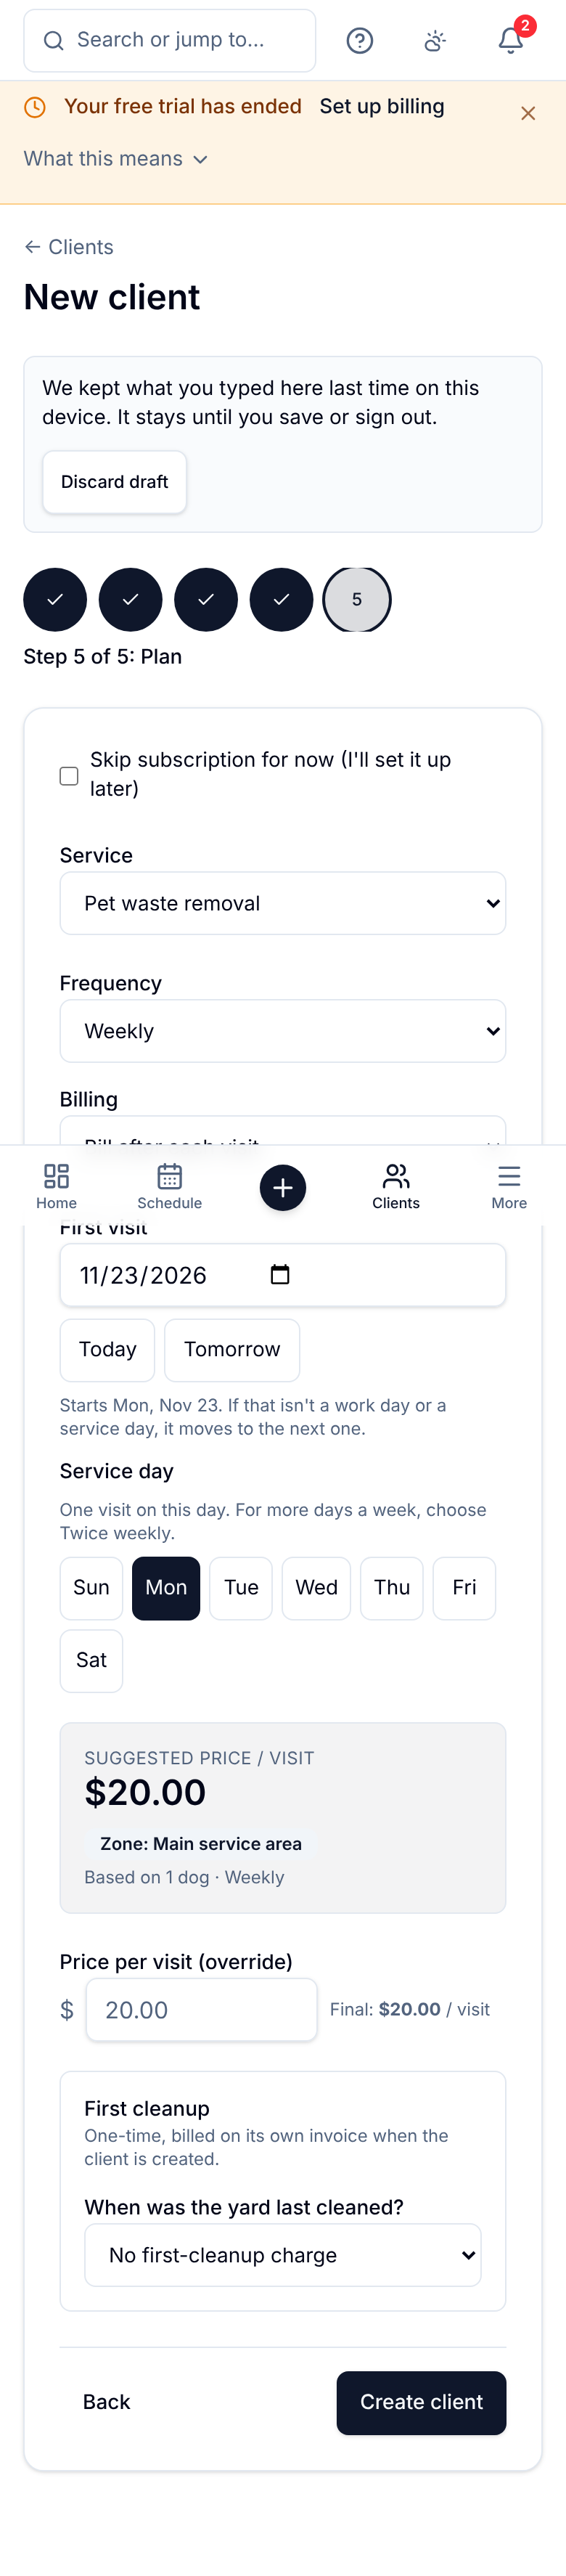 Search or jump to...
2
Your free trial has ended Set up billing
What this means
← Clients
New client
We kept what you typed here last time on this
device. It stays until you save or sign out.
Discard draft
5
Step 5 of 5: Plan
Skip subscription for now (I'll set it up
later)
Service
Pet waste removal
Frequency
Weekly
Billing
Bill after each visit
Home
Schedule
Clients
More
First visit
11/23/2026
Today
Tomorrow
Starts Mon, Nov 23. If that isn't a work day or a
service day, it moves to the next one.
Service day
One visit on this day. For more days a week, choose
Twice weekly.
Sun
Mon
Tue
Wed
Thu
Fri
Sat
SUGGESTED PRICE / VISIT
$20.00
Zone: Main service area
Based on 1 dog · Weekly
Price per visit (override)
$ 20.00 Final: $20.00 / visit
First cleanup
One-time, billed on its own invoice when the
client is created.
When was the yard last cleaned?
No first-cleanup charge
Back
Create client